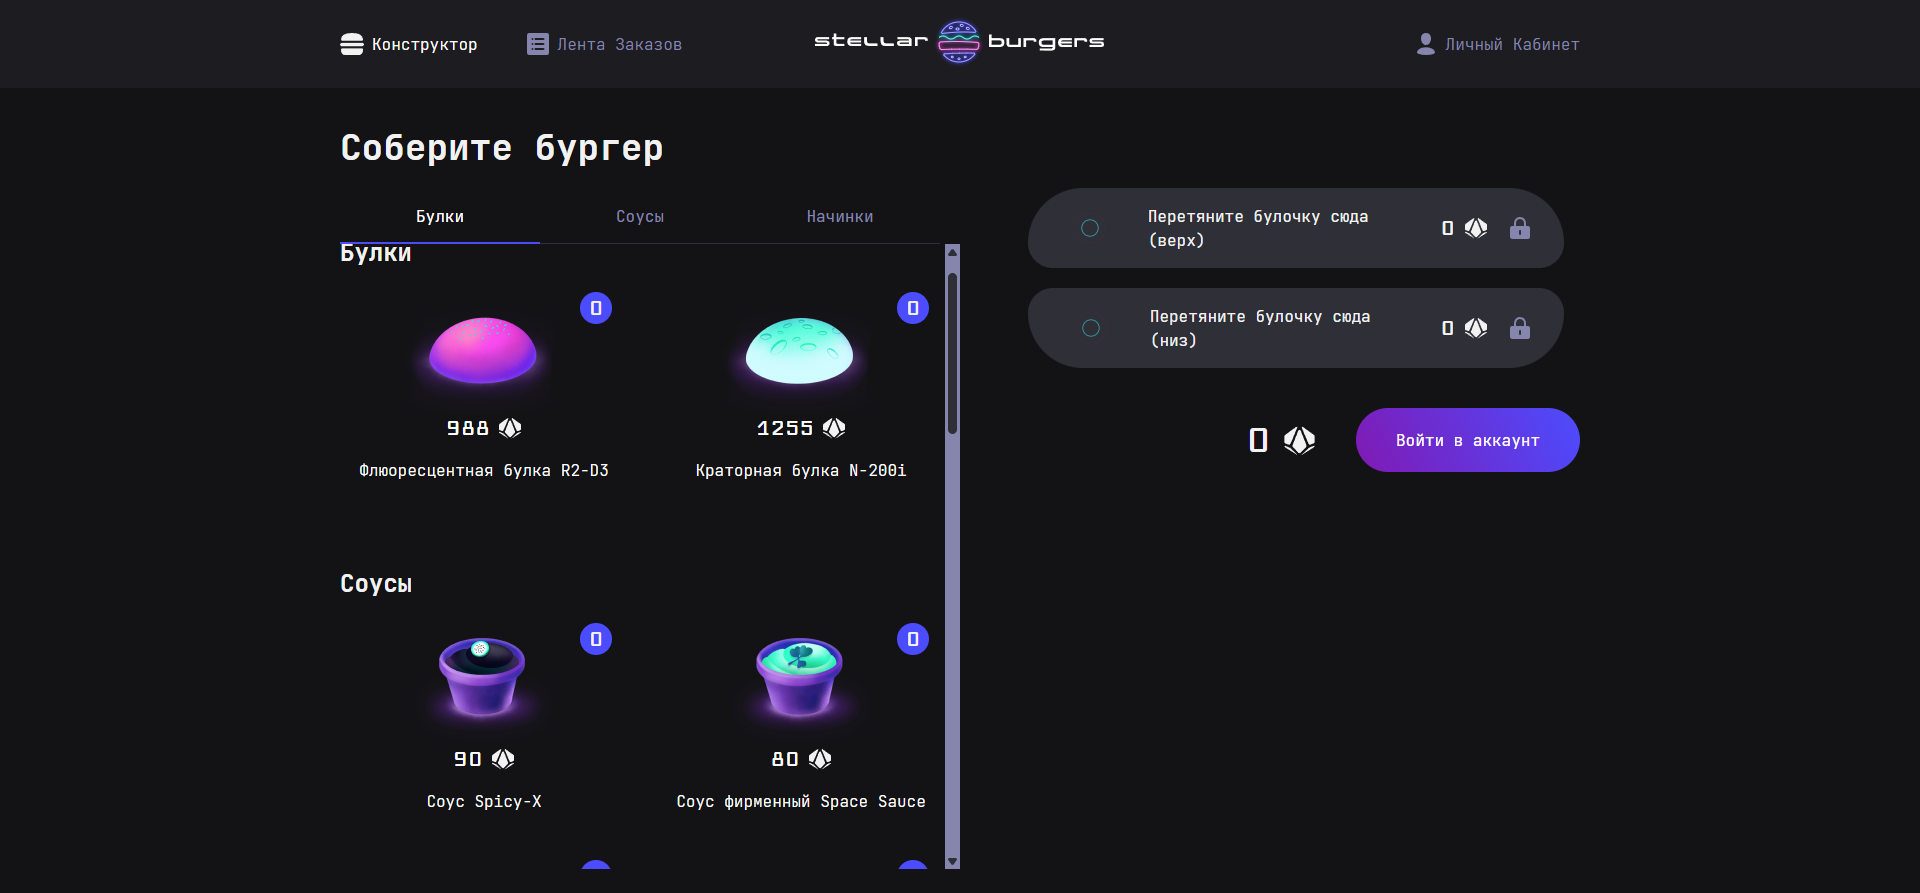 Конструктор
Лента Заказов
stellar burgers
Личный Кабинет
Соберите бургер
Булки
Соусы
Начинки
Булки
0
0
988
1255
Флюоресцентная булка R2-D3
Краторная булка N-200i
Соусы
0
0
90
80
Соус Spicy-X
Соус фирменный Space Sauce
Перетяните булочку сюда
(верх)
0
Перетяните булочку сюда
(низ)
0
0
Войти в аккаунт